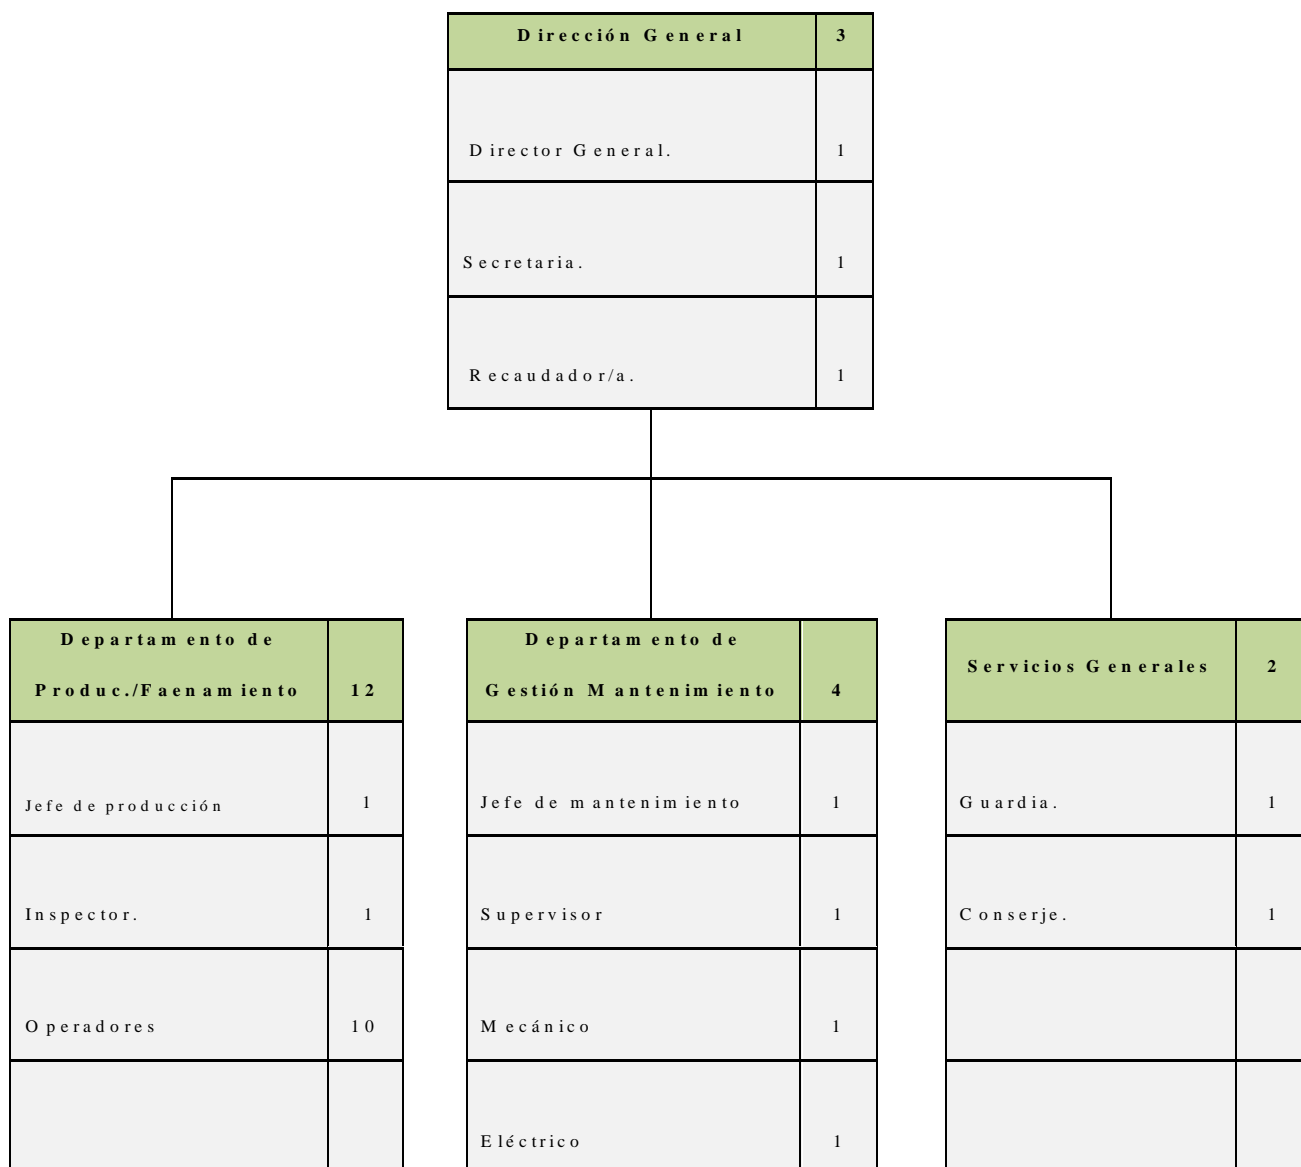 Dirección General 3
Director General. 1
Secretaria. 1
Recaudador/a. 1
Departamento de
Produc./Faenamiento 12
Jefe de producción 1
Inspector. 1
Operadores 10
Departamento de
Gestión Mantenimiento 4
Jefe de mantenimiento 1
Supervisor 1
Mecánico 1
Eléctrico 1
Servicios Generales 2
Guardia. 1
Conserje. 1